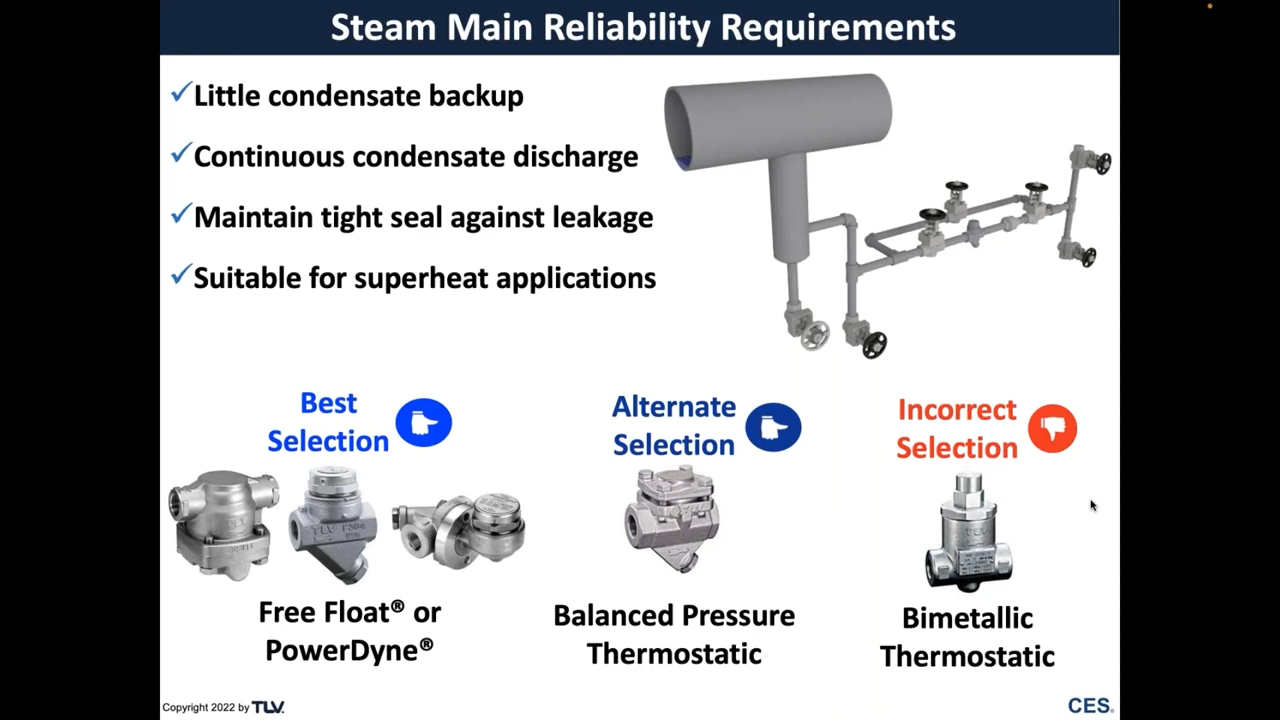 Steam Main Reliability Requirements
✓Little condensate backup
✓Continuous condensate discharge
✓Maintain tight seal against leakage
✓Suitable for superheat applications
Best
Selection
Alternate
Selection
Incorrect
Selection
TLV
TLV
Free Float® or
PowerDyne®
Balanced Pressure
Thermostatic
Bimetallic
Thermostatic
Copyright 2022 by TLV.
CES.